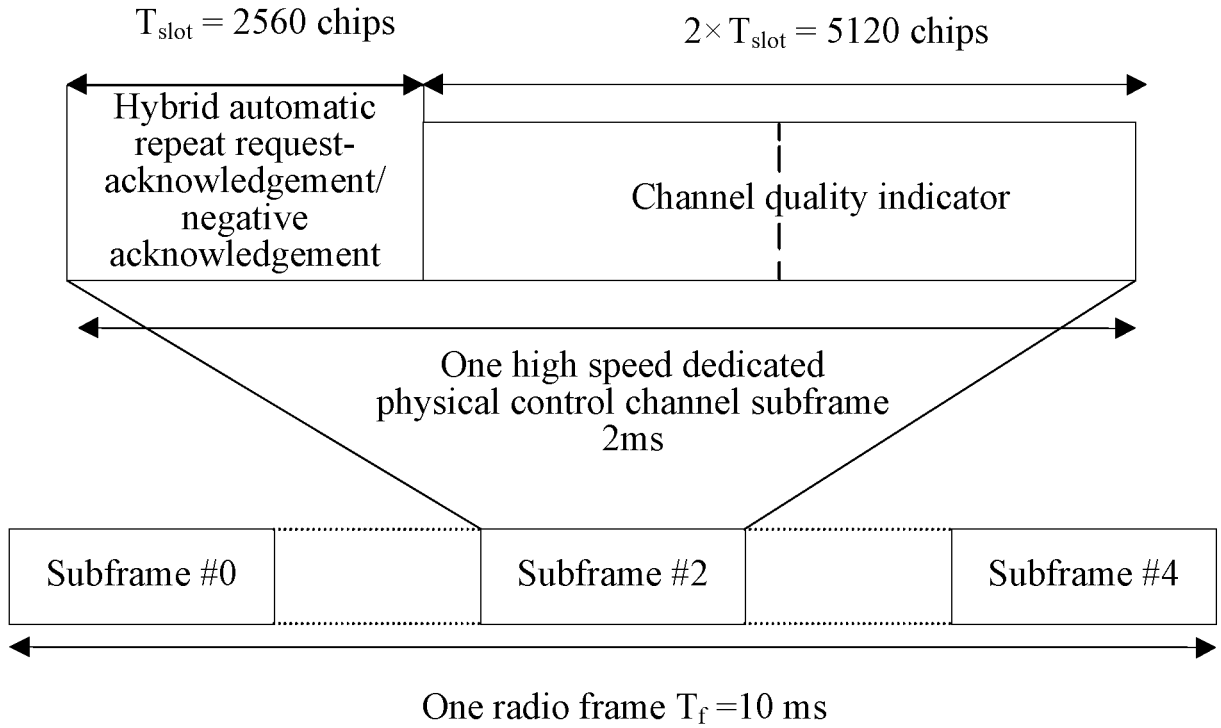 T_slot = 2560 chips
2× T_slot = 5120 chips
Hybrid automatic
repeat request-
acknowledgement/
negative
acknowledgement
Channel quality indicator
One high speed dedicated
physical control channel subframe
2ms
Subframe #0
Subframe #2
Subframe #4
One radio frame T_f =10 ms